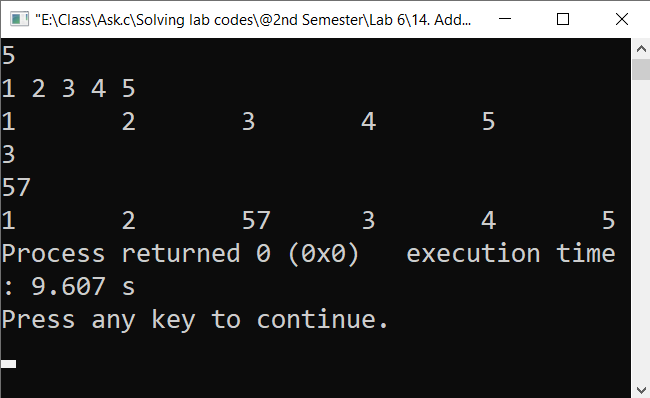 "E:\Class\Ask.c\Solving lab codes\@2nd Semester\Lab 6\14. Add...
5
1 2 3 4 5
1 2 3 4 5
3
57
1 2 57 3 4 5
Process returned 0 (0x0) execution time
: 9.607 s
Press any key to continue.